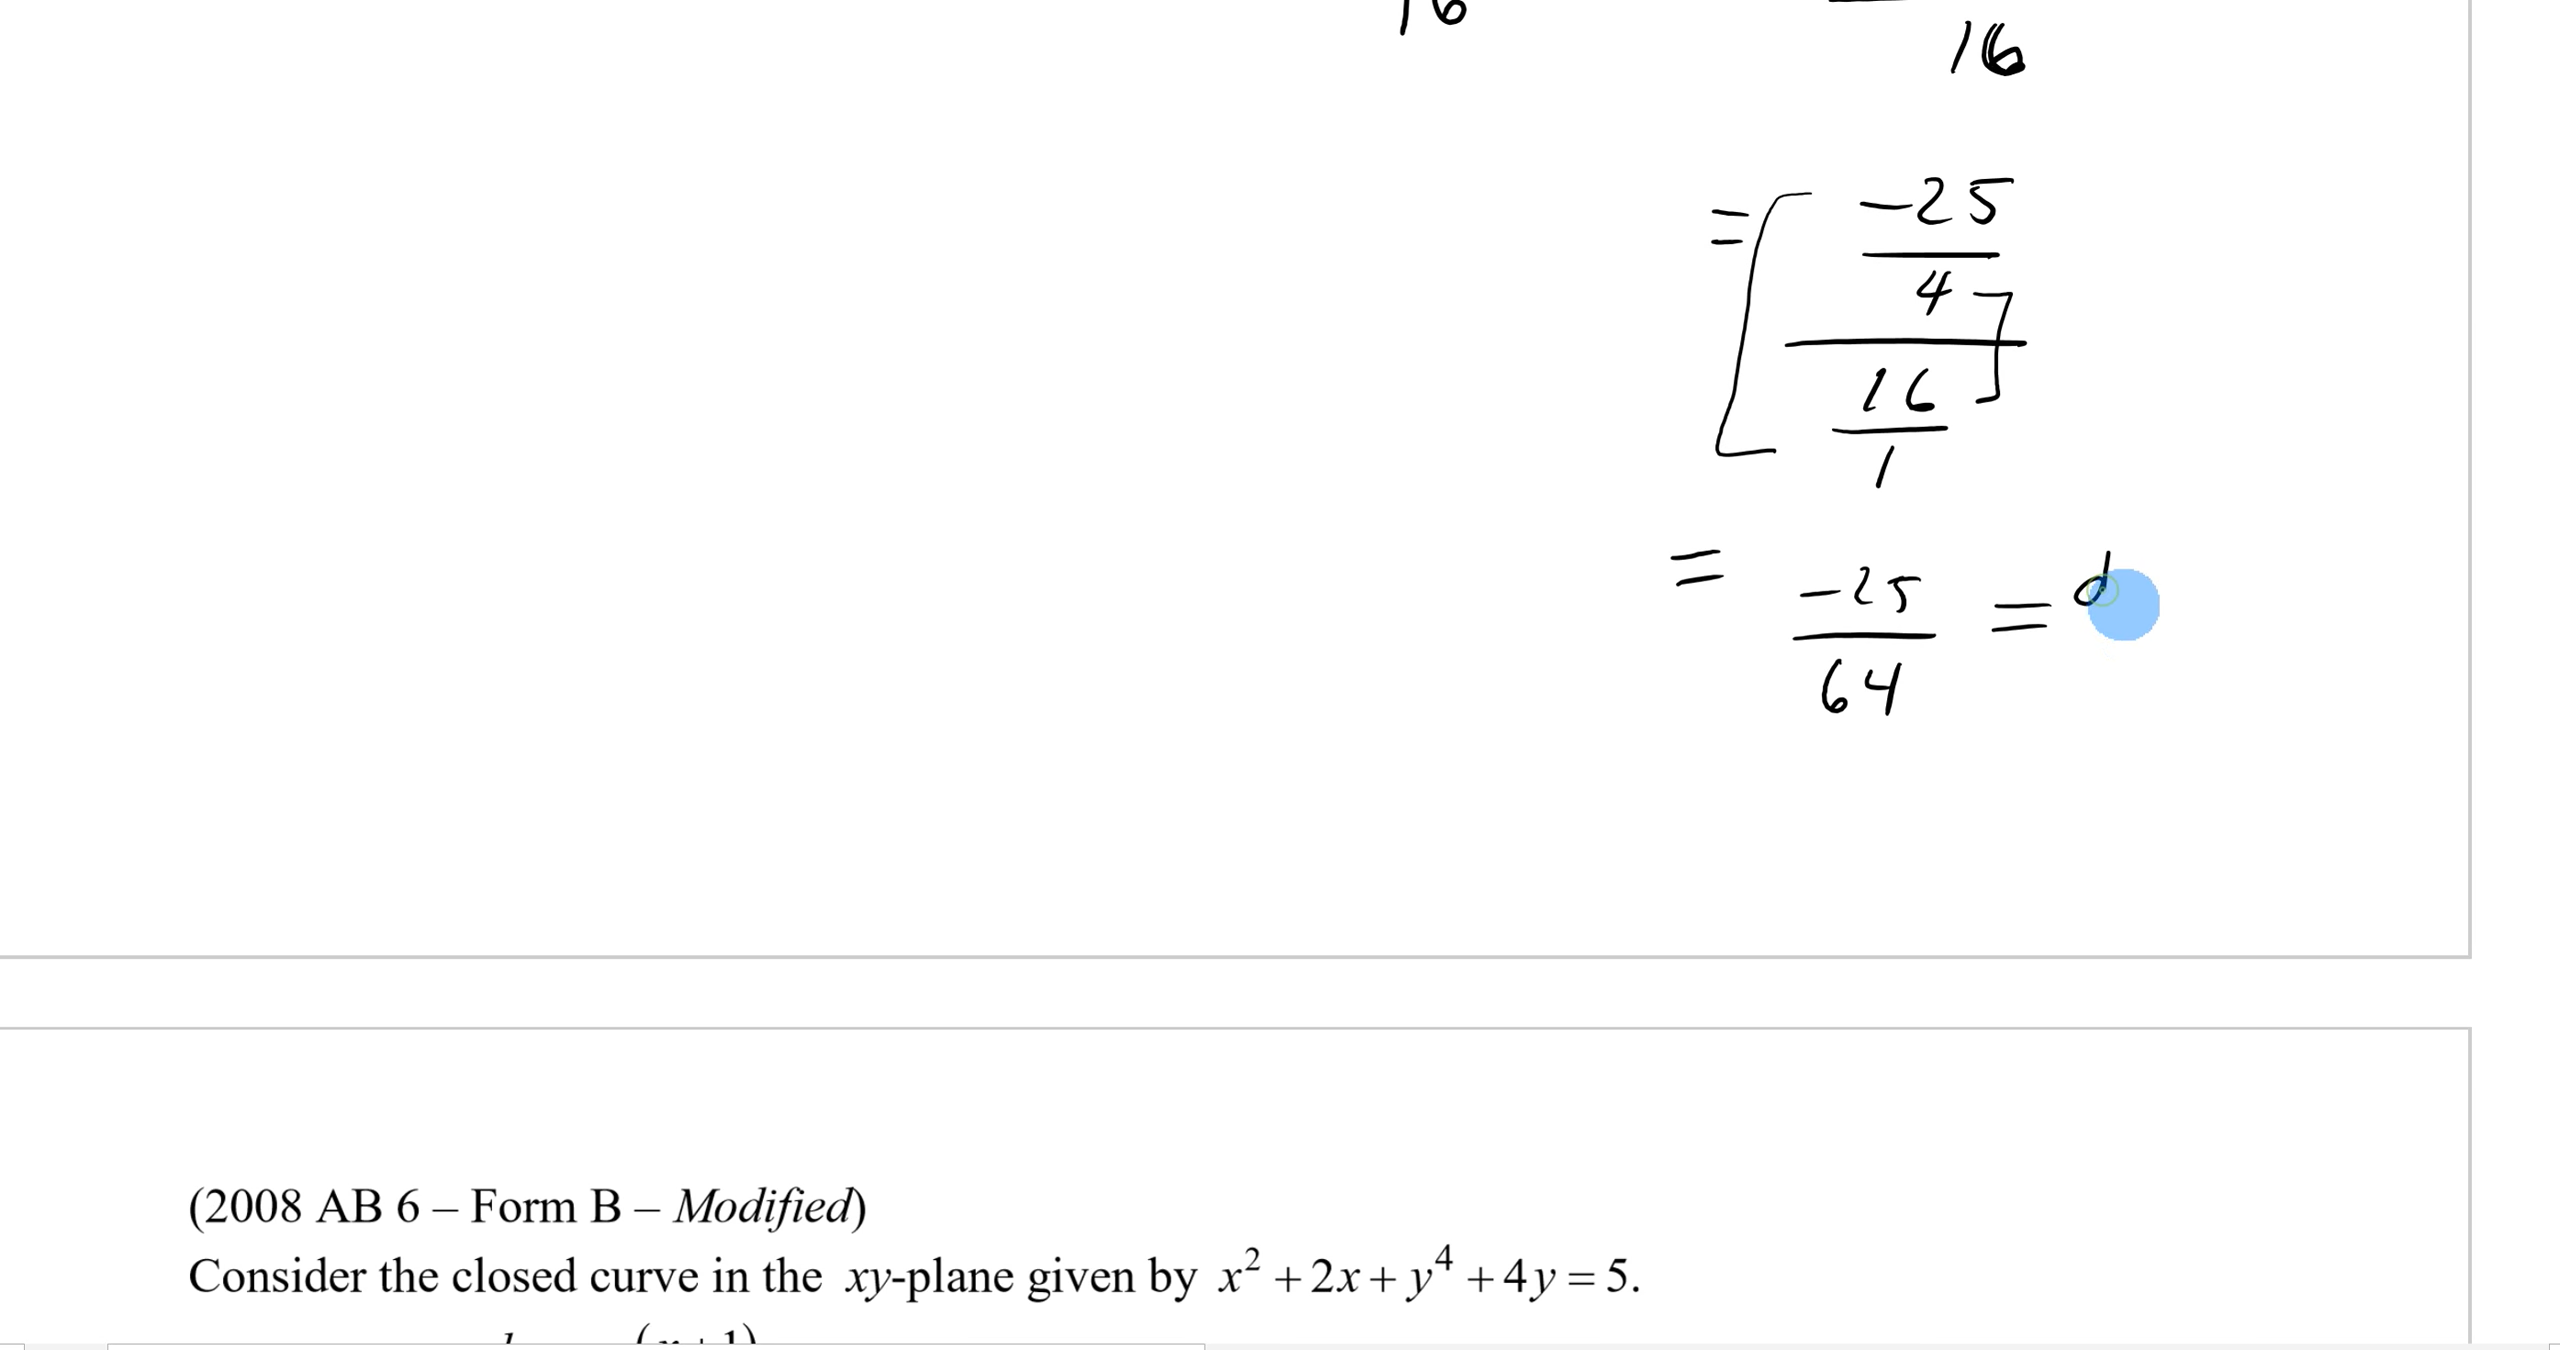 16
16
= [ -25
4 ]
16
1
= -25 = d
64
(2008 AB 6 – Form B – Modified)
Consider the closed curve in the xy-plane given by x² + 2x + y⁴ + 4y = 5.